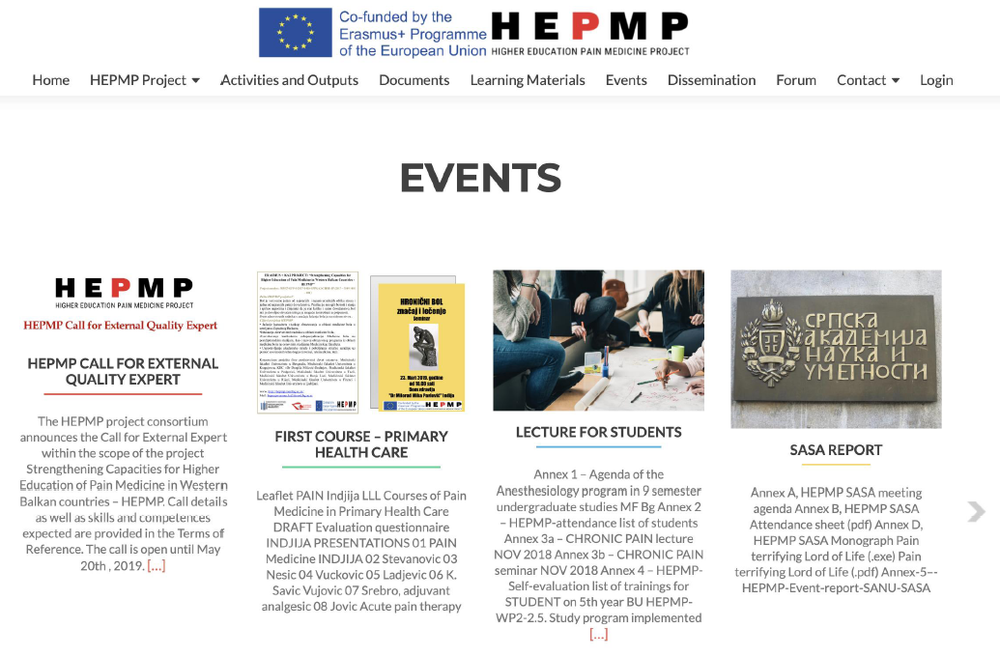 Co-funded by the
Erasmus+ Programme
of the European Union
HEPMP
HIGHER EDUCATION PAIN MEDICINE PROJECT
Home HEPMP Project Activities and Outputs Documents Learning Materials Events Dissemination Forum Contact Login
EVENTS
HEPMP
HIGHER EDUCATION PAIN MEDICINE PROJECT
HEPMP Call for External Quality Expert
HEPMP CALL FOR EXTERNAL
QUALITY EXPERT
The HEPMP project consortium
announces the Call for External Expert
within the scope of the project
Strengthening Capacities for Higher
Education of Pain Medicine in Western
Balkan countries – HEPMP. Call details
as well as skills and competences
expected are provided in the Terms of
Reference. The call is open until May
20th , 2019. [...]
HRONIČNI BOL
značaj i lečenje
Seminar
22. Mart 2019. godine
od 10.00 sati
Dom zdravlja
"Dr Milorad Mika Pavlović" Inđija
HEPMP
FIRST COURSE – PRIMARY
HEALTH CARE
Leaflet PAIN Indjija LLL Courses of Pain
Medicine in Primary Health Care
DRAFT Evaluation questionnaire
INDJIJA PRESENTATIONS 01 PAIN
Medicine INDJIJA 02 Stevanovic 03
Nesic 04 Vuckovic 05 Ladjevic 06 K.
Savic Vujovic 07 Srebro, adjuvant
analgesic 08 Jovic Acute pain therapy
LECTURE FOR STUDENTS
Annex 1 – Agenda of the
Anesthesiology program in 9 semester
undergraduate studies MF Bg Annex 2
– HEPMP-attendance list of students
Annex 3a – CHRONIC PAIN lecture
NOV 2018 Annex 3b – CHRONIC PAIN
seminar NOV 2018 Annex 4 – HEPMP-
Self-evaluation list of trainings for
STUDENT on 5th year BU HEPMP-
WP2-2.5. Study program implemented
[...]
СРПСКА
АКАДЕМИЈА
НАУКА И
УМЕТНОСТИ
SASA REPORT
Annex A, HEPMP SASA meeting
agenda Annex B, HEPMP SASA
Attendance sheet (pdf) Annex D,
HEPMP SASA Monograph Pain
terrifying Lord of Life (.exe) Pain
terrifying Lord of Life (.pdf) Annex-5–-
HEPMP-Event-report-SANU-SASA